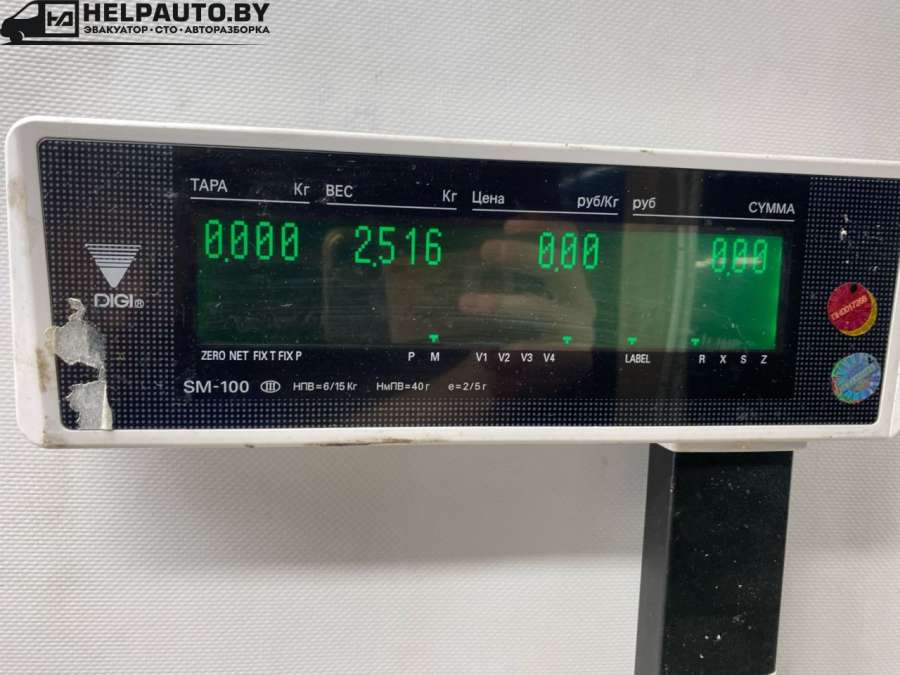 HELPAUTO.BY
ЭВАКУАТОР · СТО · АВТОРАЗБОРКА
ТАРА Кг ВЕС Кг Цена руб/Кг руб СУММА
0.000 2.516 0.00 0.00
DIGI®
ZERO NET FIX T FIX P P M V1 V2 V3 V4 LABEL R X S Z
SM-100 III НПВ=6/15 Кг НмПВ=40 г e=2/5 г